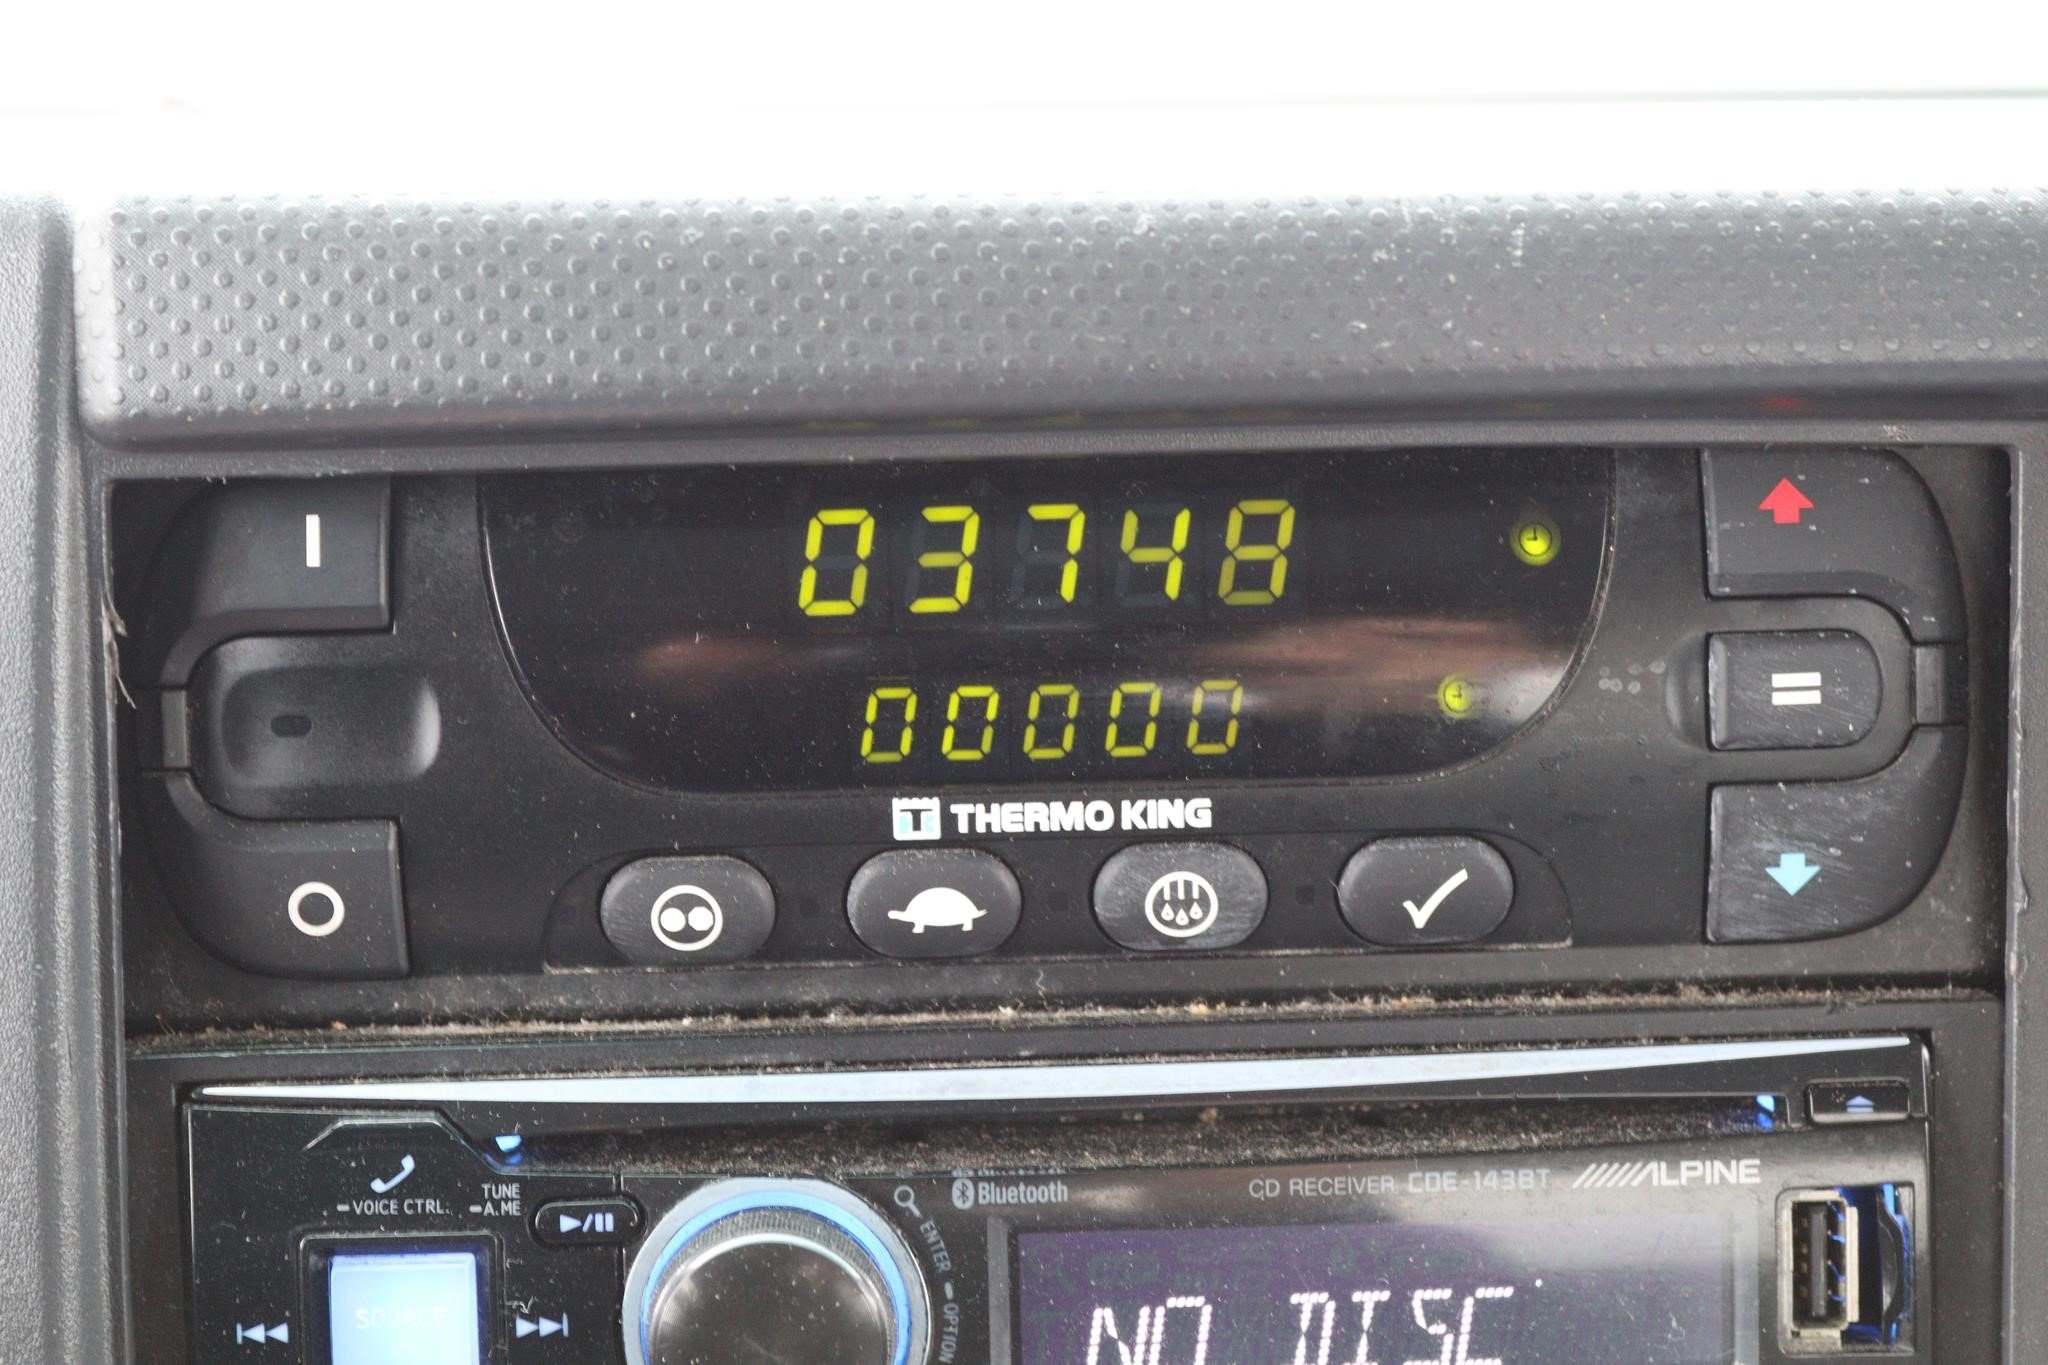 03748
00000
THERMO KING
VOICE CTRL.
TUNE
A.ME
Bluetooth
ENTER
OPTION
CD RECEIVER CDE-143BT
ALPINE
SOURCE
NO DISC